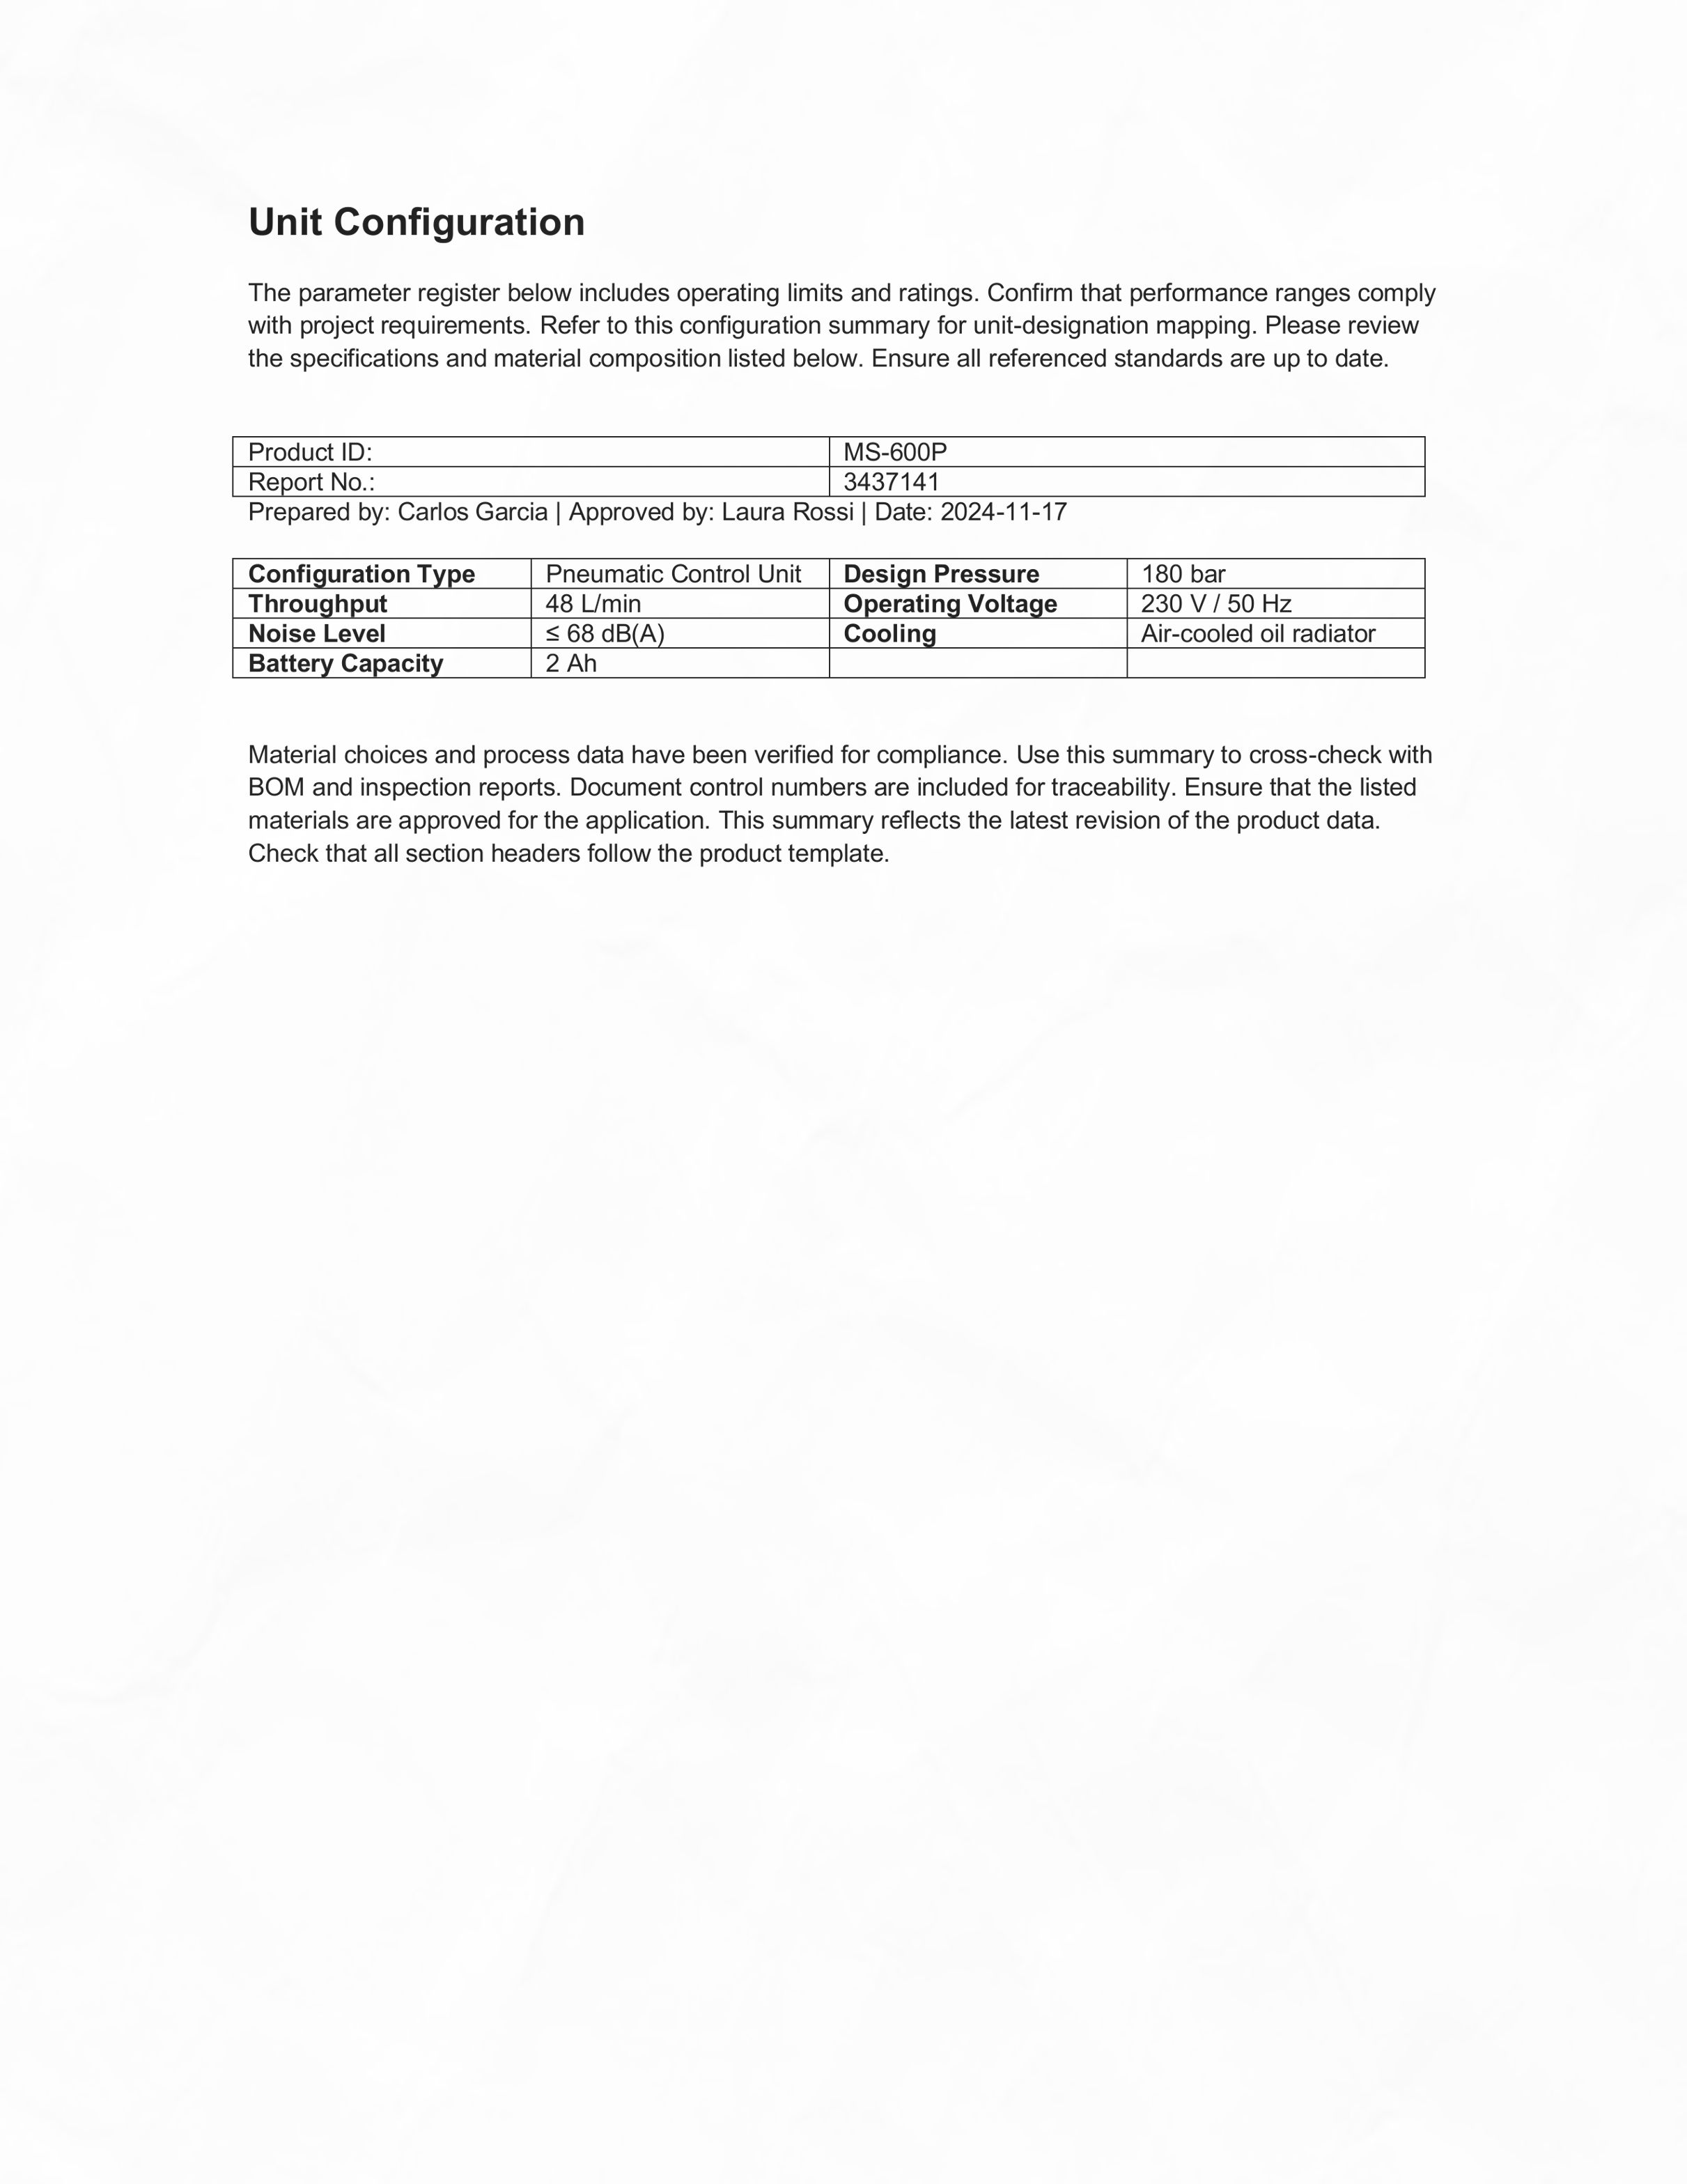 Unit Configuration
The parameter register below includes operating limits and ratings. Confirm that performance ranges comply
with project requirements. Refer to this configuration summary for unit-designation mapping. Please review
the specifications and material composition listed below. Ensure all referenced standards are up to date.
Product ID: MS-600P
Report No.: 3437141
Prepared by: Carlos Garcia | Approved by: Laura Rossi | Date: 2024-11-17
Configuration Type Pneumatic Control Unit Design Pressure 180 bar
Throughput 48 L/min Operating Voltage 230 V / 50 Hz
Noise Level ≤ 68 dB(A) Cooling Air-cooled oil radiator
Battery Capacity 2 Ah
Material choices and process data have been verified for compliance. Use this summary to cross-check with
BOM and inspection reports. Document control numbers are included for traceability. Ensure that the listed
materials are approved for the application. This summary reflects the latest revision of the product data.
Check that all section headers follow the product template.